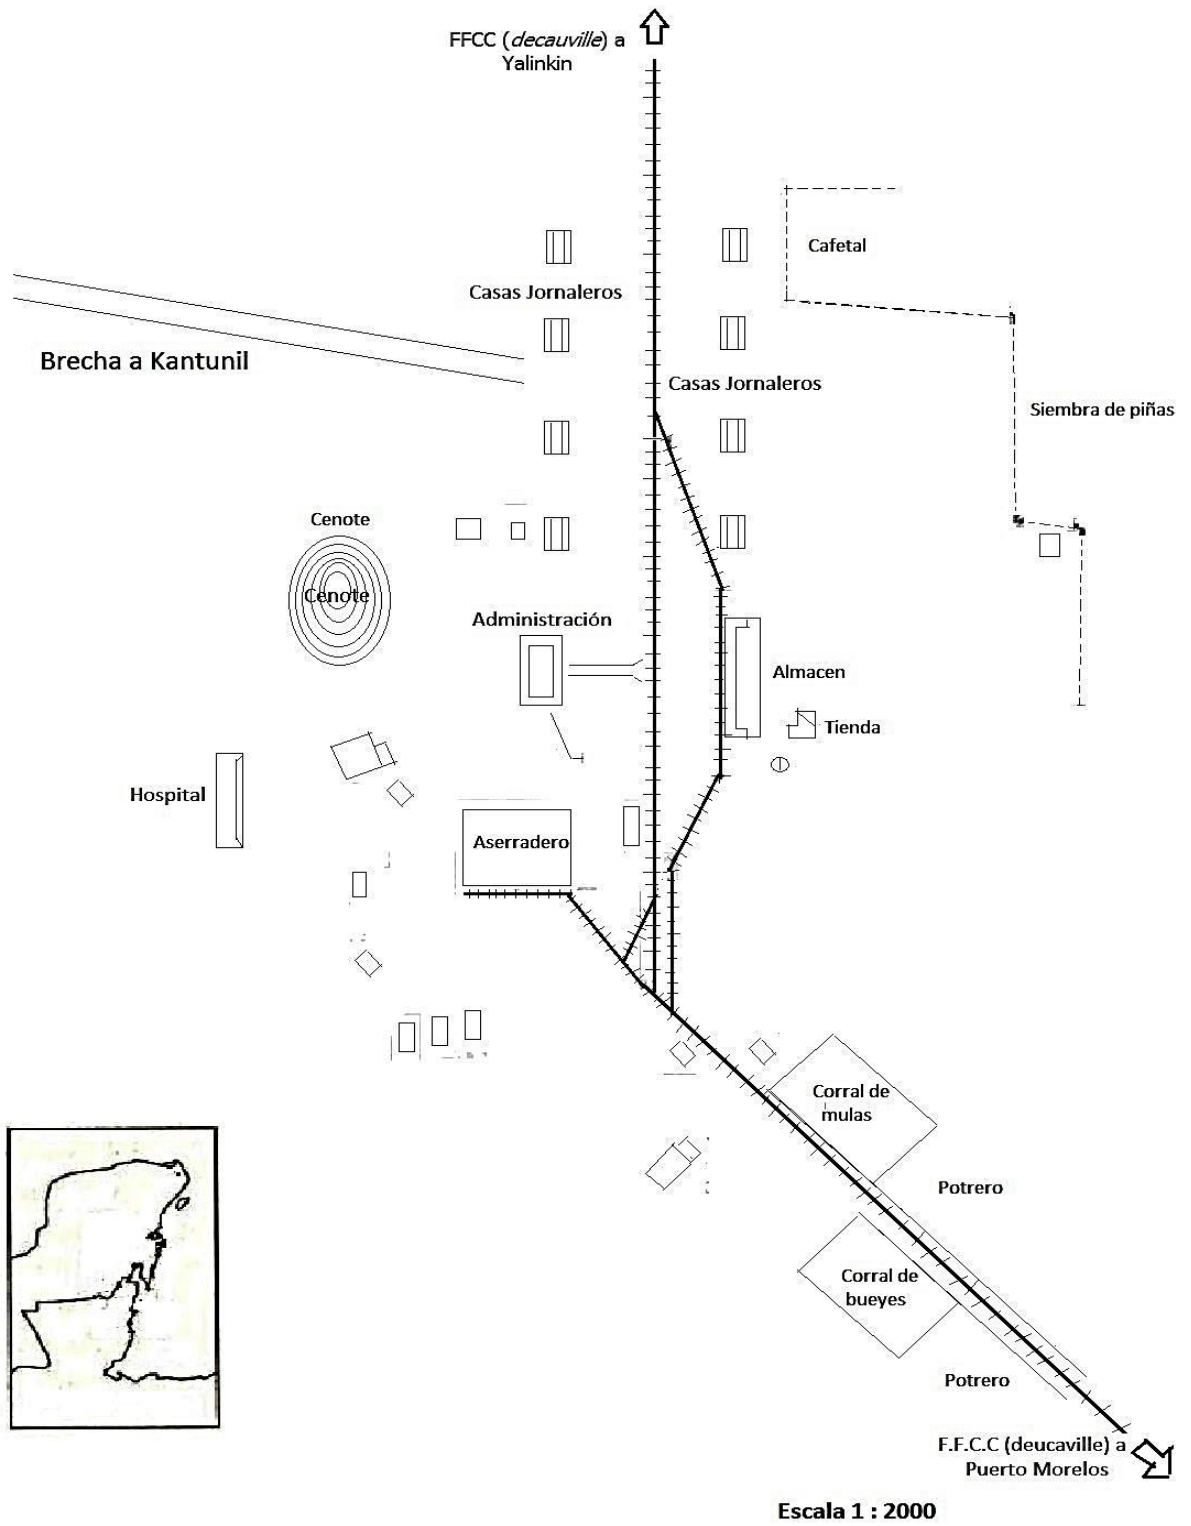 FFCC (decauville) a
Yalinkin
Cafetal
Casas Jornaleros
Brecha a Kantunil
Casas Jornaleros
Siembra de piñas
Cenote
Cenote
Administración
Almacen
Tienda
Hospital
Aserradero
Corral de
mulas
Potrero
Corral de
bueyes
Potrero
F.F.C.C (deucaville) a
Puerto Morelos
Escala 1 : 2000